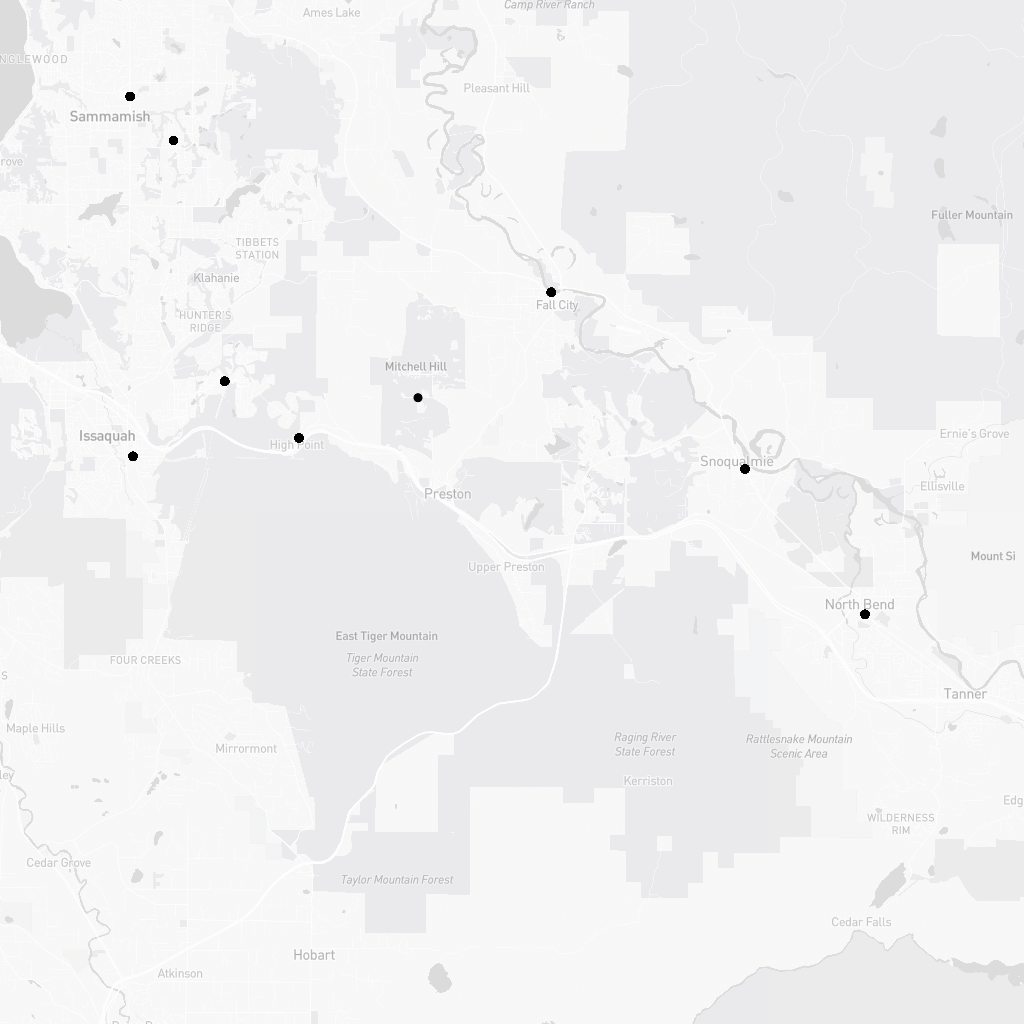 Camp River Ranch
Ames Lake
NGLEWOOD
Pleasant Hill
Sammamish
rove
Fuller Mountain
TIBBETS
STATION
Klahanie
Fall City
HUNTER'S
RIDGE
Mitchell Hill
Issaquah
High Point
Ernie's Grove
Snoqualmie
Ellisville
Preston
Mount Si
Upper Preston
North Bend
East Tiger Mountain
FOUR CREEKS
Tiger Mountain
State Forest
S
Tanner
Maple Hills
Mirrormont
Raging River
State Forest
Rattlesnake Mountain
Scenic Area
ley
Kerriston
Edg
WILDERNESS
RIM
Cedar Grove
Taylor Mountain Forest
Cedar Falls
Hobart
Atkinson